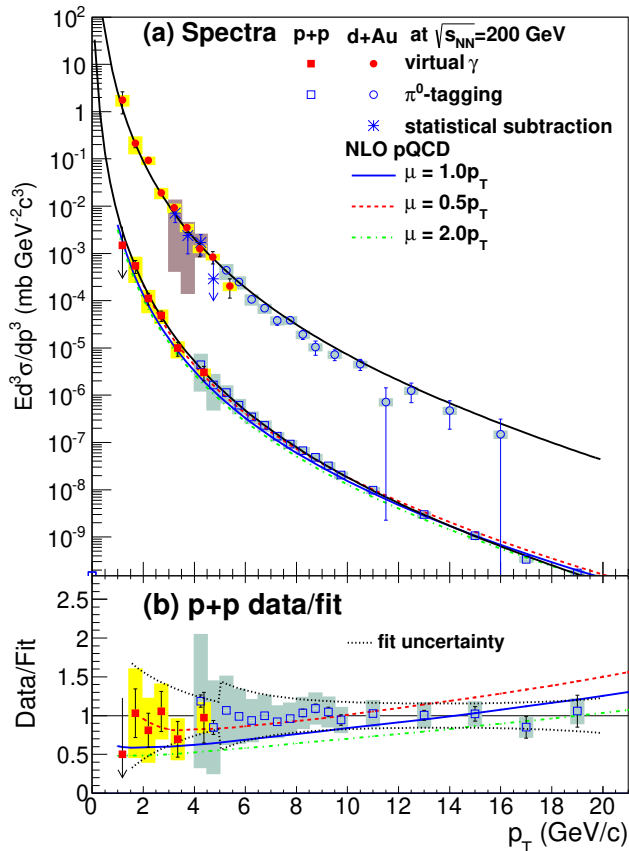 (a) Spectra p+p d+Au at √s_NN=200 GeV
virtual γ
π⁰-tagging
statistical subtraction
NLO pQCD
μ = 1.0p_T
μ = 0.5p_T
μ = 2.0p_T
Ed³σ/dp³ (mb GeV⁻²c³)
10²
10
1
10⁻¹
10⁻²
10⁻³
10⁻⁴
10⁻⁵
10⁻⁶
10⁻⁷
10⁻⁸
10⁻⁹
(b) p+p data/fit
fit uncertainty
Data/Fit
2.5
2
1.5
1
0.5
0
0 2 4 6 8 10 12 14 16 18 20
p_T (GeV/c)